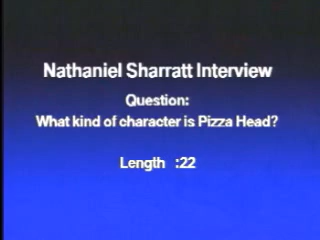 Nathaniel Sharratt Interview
Question:
What kind of character is Pizza Head?
Length :22